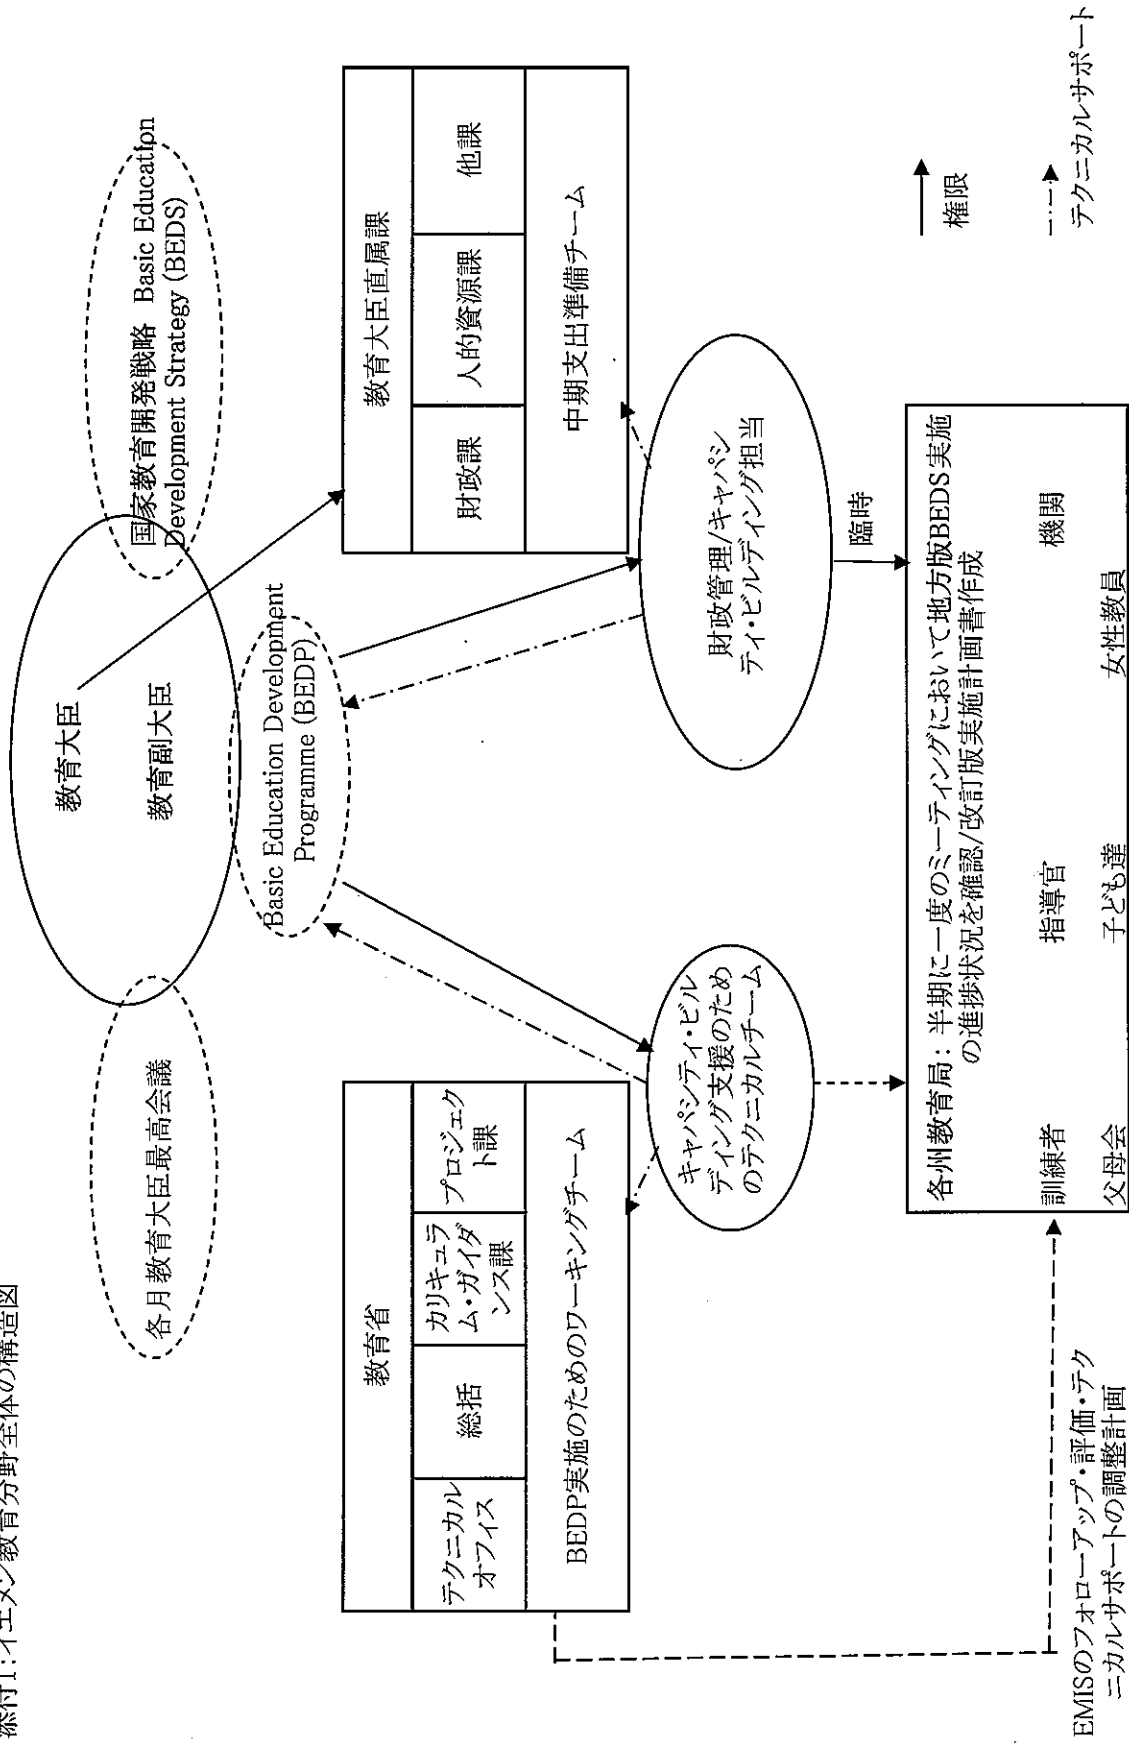 添付1：イエメン教育分野全体の構造図
教育大臣
教育副大臣
各月教育大臣最高会議
国家教育開発戦略 Basic Education
Development Strategy (BEDS)
Basic Education Development
Programme (BEDP)
教育省
テクニカル
オフィス
総括
カリキュラ
ム・ガイダ
ンス課
プロジェク
ト課
BEDP実施のためのワーキングチーム
教育大臣直属課
財政課
人的資源課
他課
中期支出準備チーム
キャパシティ・ビル
ディング支援のため
のテクニカルチーム
財政管理/キャパシ
ティ・ビルディング担当
臨時
各州教育局：半期に一度のミーティングにおいて地方版BEDS実施
の進捗状況を確認/改訂版実施計画書作成
訓練者
指導官
機関
父母会
子ども達
女性教員
EMISのフォローアップ・評価・テク
ニカルサポートの調整計画
権限
テクニカルサポート